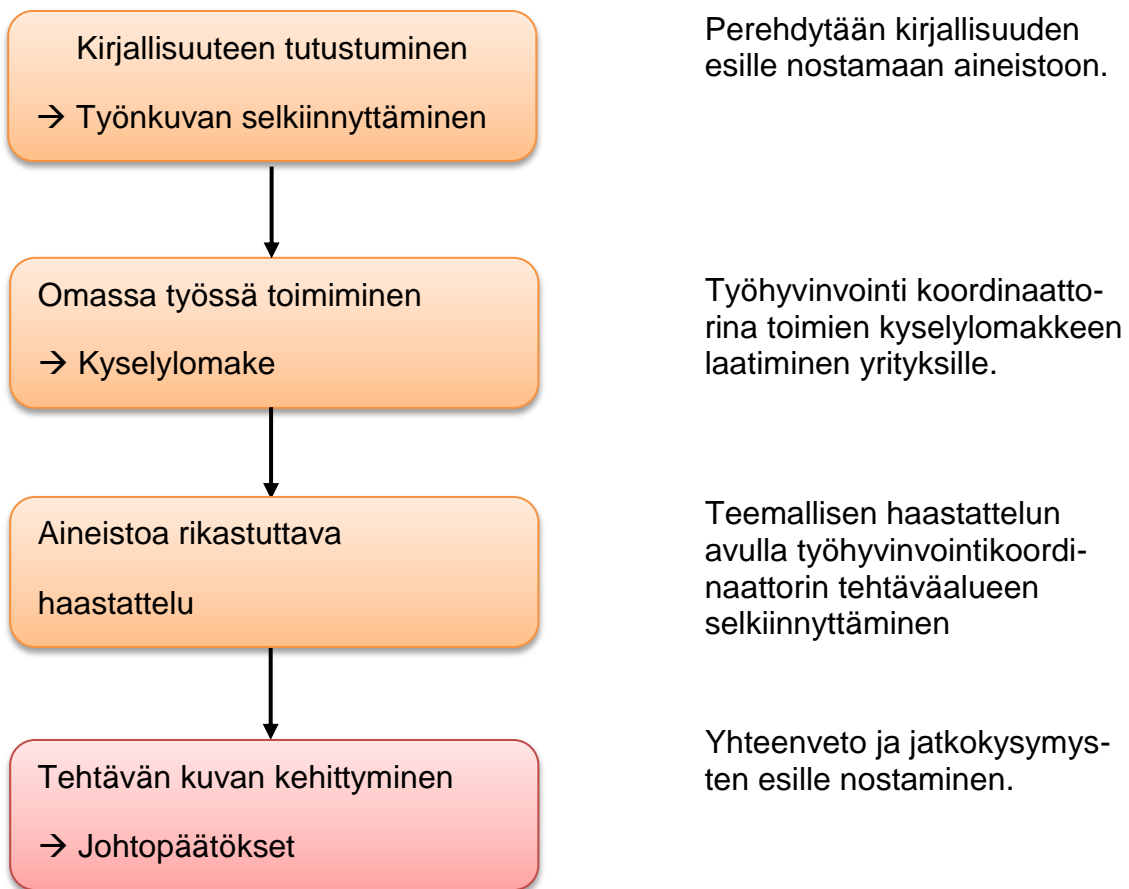 Kirjallisuuteen tutustuminen
→ Työnkuvan selkiinnyttäminen
Perehdytään kirjallisuuden
esille nostamaan aineistoon.
Omassa työssä toimiminen
→ Kyselylomake
Työhyvinvointi koordinaatto-
rina toimien kyselylomakkeen
laatiminen yrityksille.
Aineistoa rikastuttava
haastattelu
Teemallisen haastattelun
avulla työhyvinvointikoordi-
naattorin tehtäväalueen
selkiinnyttäminen
Tehtävän kuvan kehittyminen
→ Johtopäätökset
Yhteenveto ja jatkokysymys-
ten esille nostaminen.